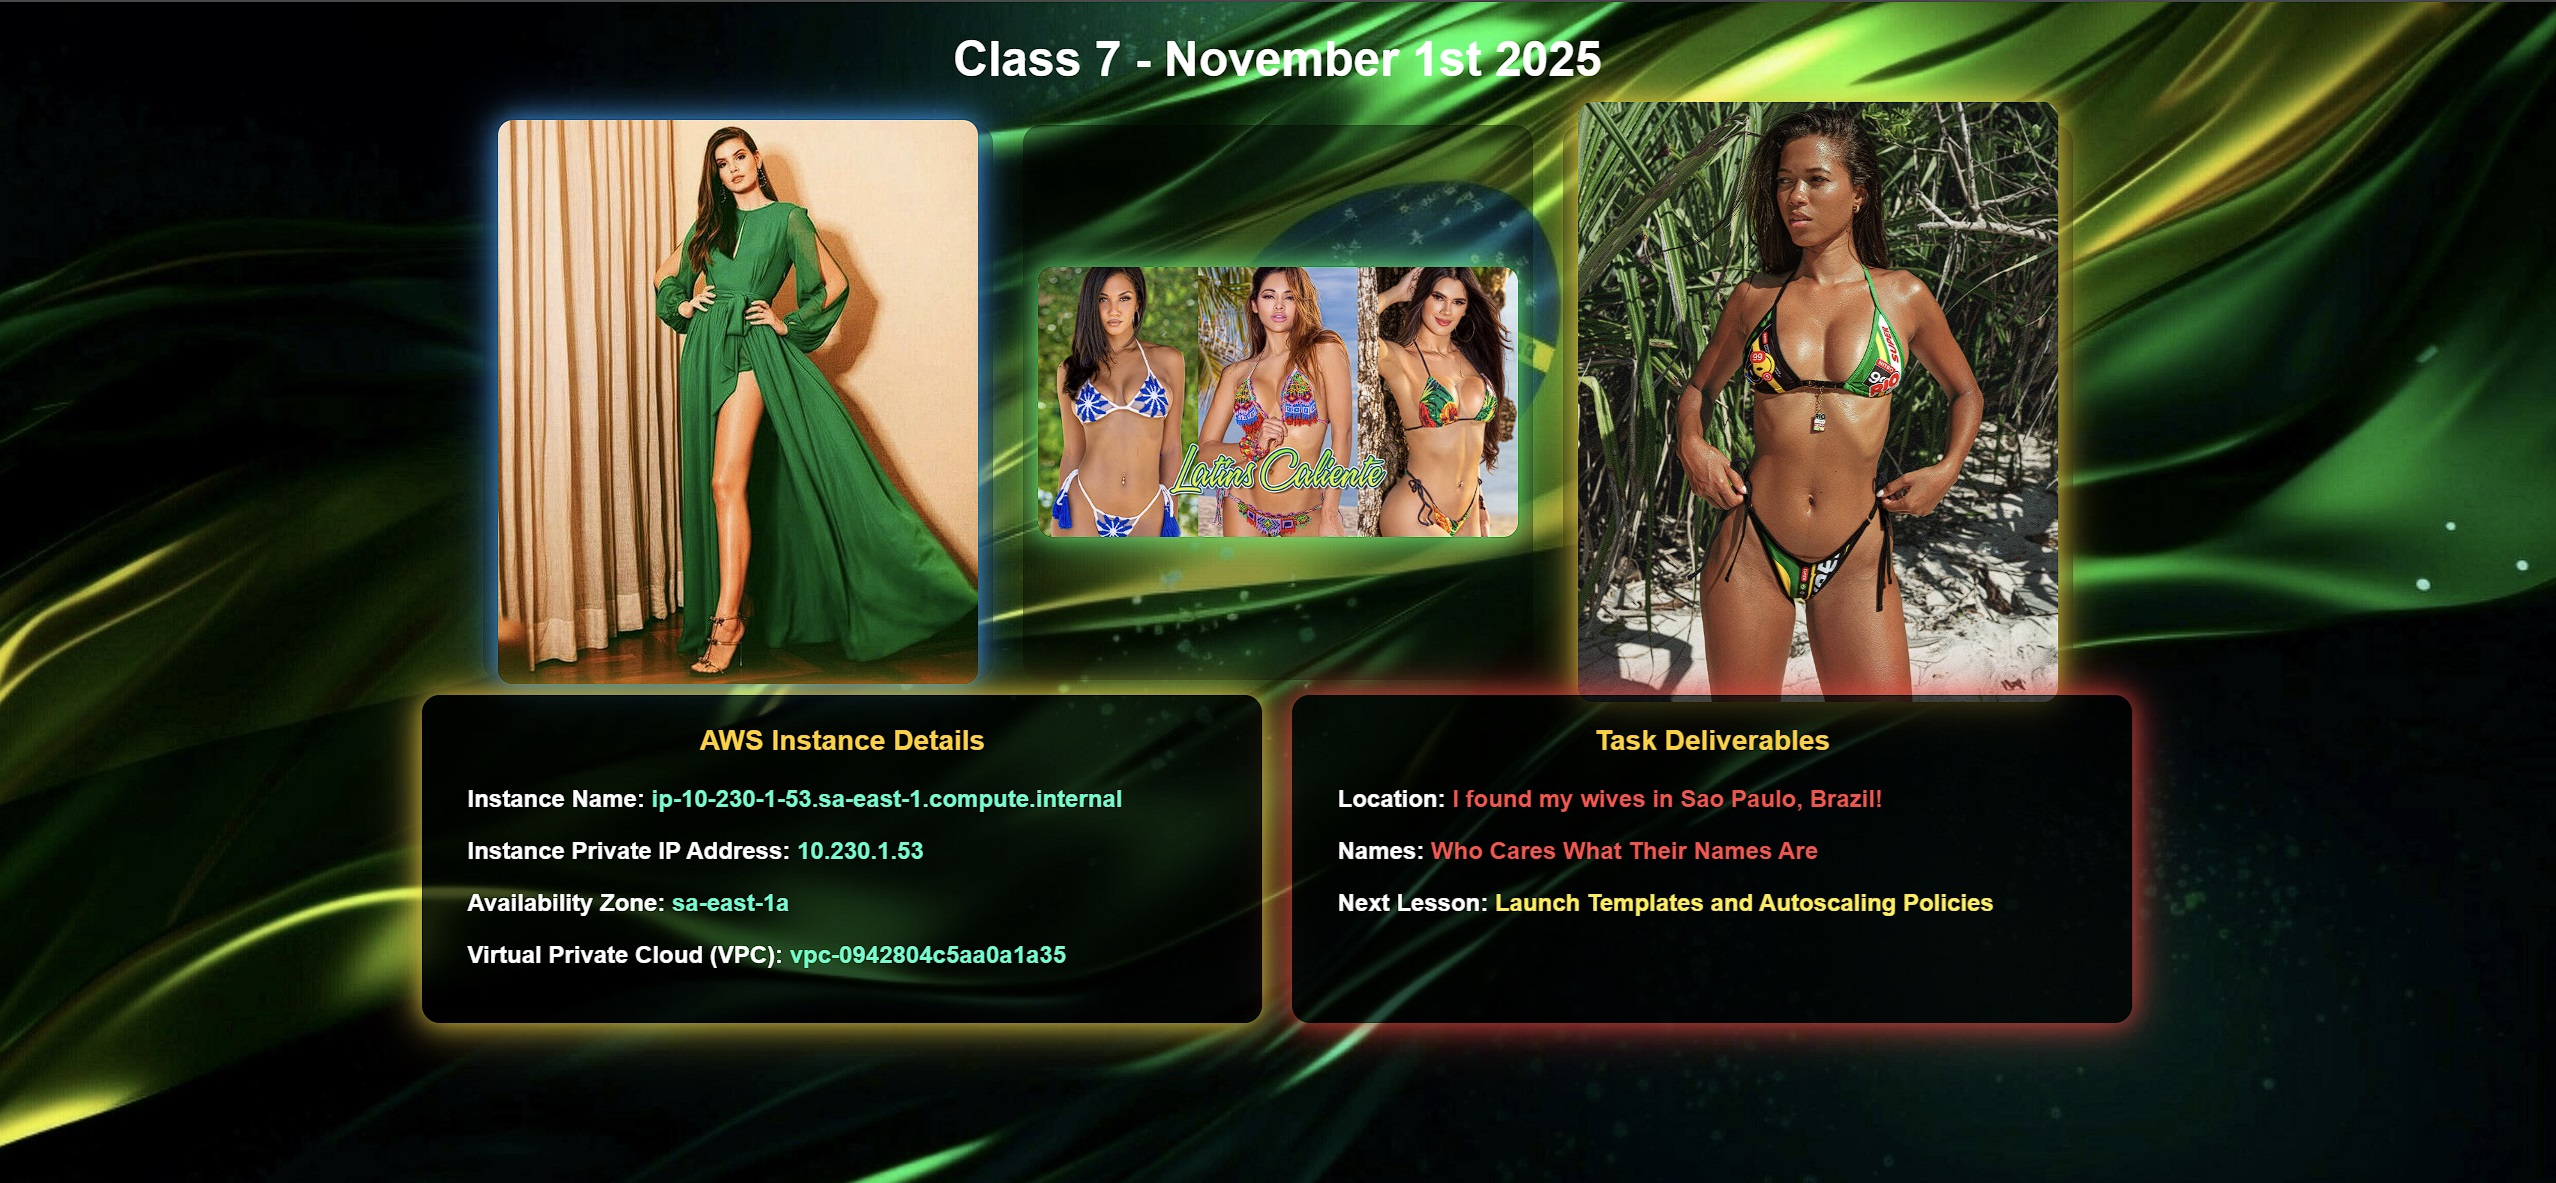 Class 7 - November 1st 2025
Latins Caliente
SUPER
99
RIO
AWS Instance Details
Instance Name: ip-10-230-1-53.sa-east-1.compute.internal
Instance Private IP Address: 10.230.1.53
Availability Zone: sa-east-1a
Virtual Private Cloud (VPC): vpc-0942804c5aa0a1a35
Task Deliverables
Location: I found my wives in Sao Paulo, Brazil!
Names: Who Cares What Their Names Are
Next Lesson: Launch Templates and Autoscaling Policies